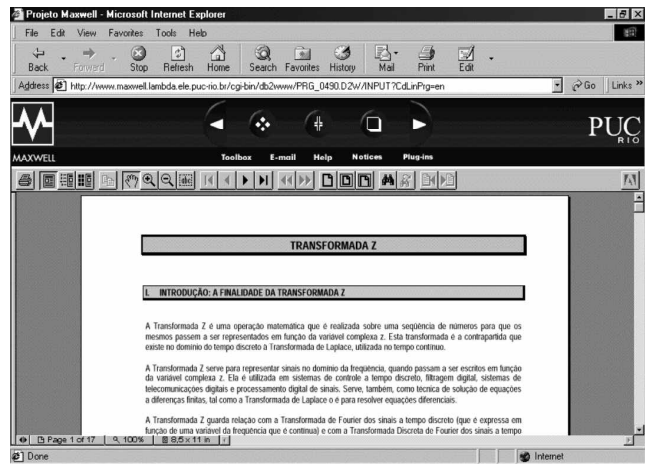 Projeto Maxwell - Microsoft Internet Explorer
File Edit View Favorites Tools Help
Back Forward Stop Refresh Home Search Favorites History Mail Print Edit
Address http://www.maxwell.lambda.ele.puc-rio.br/cgi-bin/db2www/PRG_0490.D2W/INPUT?CdLinPrg=en Go Links »
PUC
RIO
MAXWELL Toolbox E-mail Help Notices Plug-ins
TRANSFORMADA Z
I. INTRODUÇÃO: A FINALIDADE DA TRANSFORMADA Z
A Transformada Z é uma operação matemática que é realizada sobre uma seqüência de números para que os
mesmos passem a ser representados em função da variável complexa z. Esta transformada é a contrapartida que
existe no domínio do tempo discreto à Transformada de Laplace, utilizada no tempo contínuo.
A Transformada Z serve para representar sinais no domínio da freqüência, quando passam a ser escritos em função
da variável complexa z. Ela é utilizada em sistemas de controle a tempo discreto, filtragem digital, sistemas de
telecomunicações digitais e processamento digital de sinais. Serve, também, como técnica de solução de equações
a diferenças finitas, tal como a Transformada de Laplace o é para resolver equações diferenciais.
A Transformada Z guarda relação com a Transformada de Fourier dos sinais a tempo discreto (que é expressa em
função de uma variável da freqüência que é contínua) e com a Transformada Discreta de Fourier dos sinais a tempo
Page 1 of 17 100% 8,5 x 11 in
Done Internet